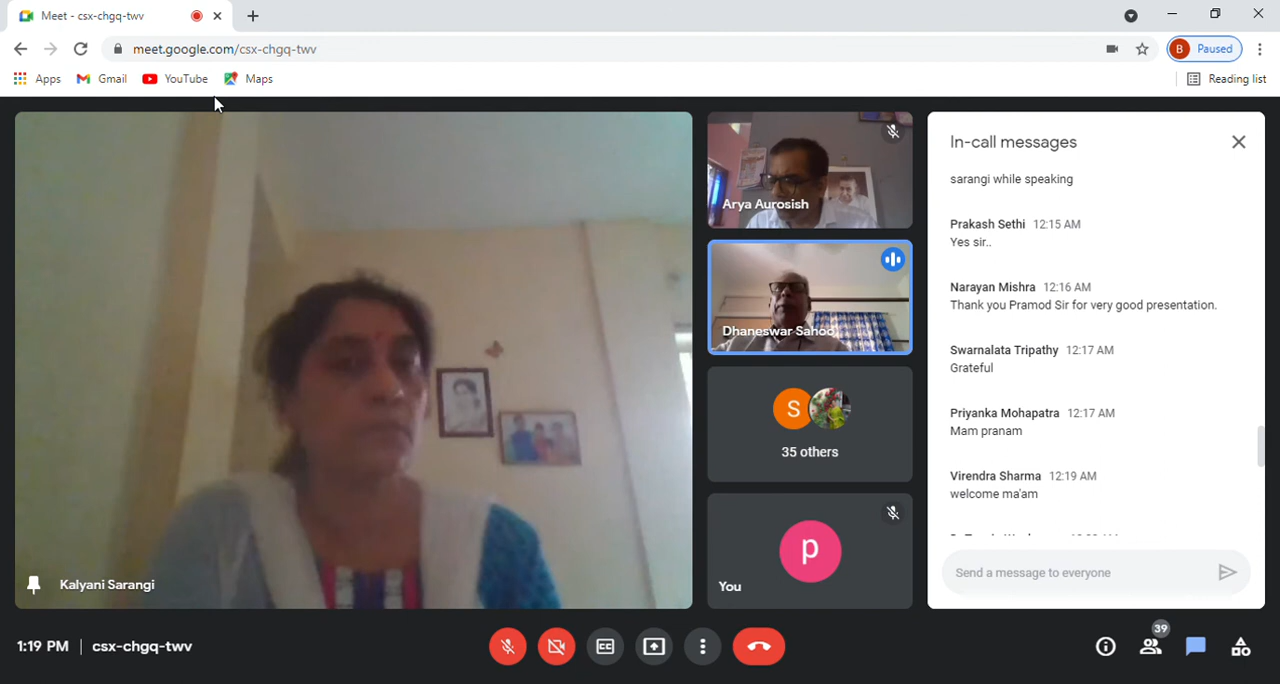 Meet - csx-chgq-twv
meet.google.com/csx-chgq-twv
B Paused
Apps Gmail YouTube Maps
Reading list
Kalyani Sarangi
Arya Aurosish
Dhaneswar Sahoo
S
35 others
p
You
In-call messages
sarangi while speaking
Prakash Sethi 12:15 AM
Yes sir..
Narayan Mishra 12:16 AM
Thank you Pramod Sir for very good presentation.
Swarnalata Tripathy 12:17 AM
Grateful
Priyanka Mohapatra 12:17 AM
Mam pranam
Virendra Sharma 12:19 AM
welcome ma'am
Send a message to everyone
1:19 PM | csx-chgq-twv
CC
39